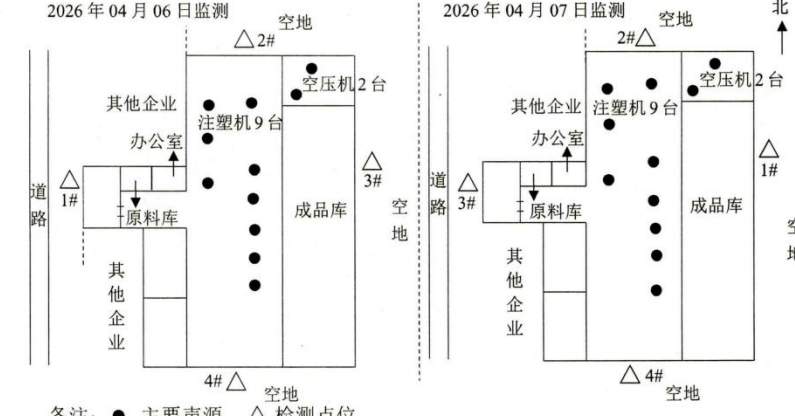 2026年04月06日监测
空地
△2#
空压机2台
其他企业
注塑机9台
办公室
道路
△
1#
原料库
成品库
△
3#
空地
其他企业
4#△
空地
备注：● 主要声源 △检测点位
2026年04月07日监测
北
空地
2#△
空压机2台
其他企业
注塑机9台
办公室
道路
△
3#
原料库
成品库
△
1#
空地
其他企业
△4#
空地